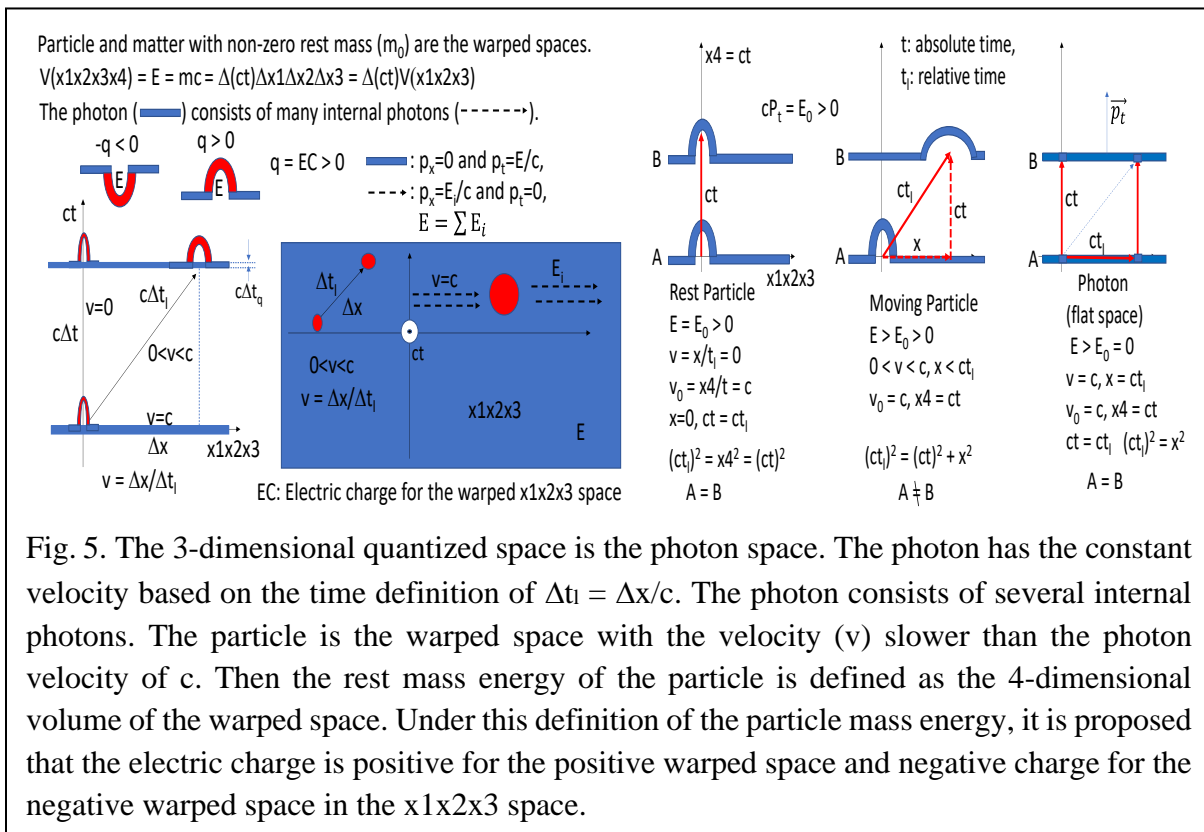 Particle and matter with non-zero rest mass (m₀) are the warped spaces.
V(x1x2x3x4) = E = mc = Δ(ct)Δx1Δx2Δx3 = Δ(ct)V(x1x2x3)
The photon ( ) consists of many internal photons ( ).
-q < 0
q > 0
E
E
q = EC > 0
: pₓ=0 and pₜ=E/c,
: pₓ=Eᵢ/c and pₜ=0,
E = ∑ Eᵢ
ct
v=0
cΔtₗ
cΔt_q
cΔt
0<v<c
v=c
Δx
x1x2x3
v = Δx/Δtₗ
Δtₗ
Δx
v=c
Eᵢ
ct
0<v<c
v = Δx/Δtₗ
x1x2x3
E
EC: Electric charge for the warped x1x2x3 space
x4 = ct
t: absolute time,
tₗ: relative time
cPₜ = E₀ > 0
B
ct
A
x1x2x3
Rest Particle
E = E₀ > 0
v = x/tₗ = 0
v₀ = x4/t = c
x=0, ct = ctₗ
(ctₗ)² = x4² = (ct)²
A = B
B
ctₗ
ct
A
x
Moving Particle
E > E₀ > 0
0 < v < c, x < ctₗ
v₀ = c, x4 = ct
(ctₗ)² = (ct)² + x²
A ≠ B
pₜ
B
ct
ctₗ
A
Photon
(flat space)
E > E₀ = 0
v = c, x = ctₗ
v₀ = c, x4 = ct
ct = ctₗ (ctₗ)² = x²
A = B
Fig. 5. The 3-dimensional quantized space is the photon space. The photon has the constant
velocity based on the time definition of Δtₗ = Δx/c. The photon consists of several internal
photons. The particle is the warped space with the velocity (v) slower than the photon
velocity of c. Then the rest mass energy of the particle is defined as the 4-dimensional
volume of the warped space. Under this definition of the particle mass energy, it is proposed
that the electric charge is positive for the positive warped space and negative charge for the
negative warped space in the x1x2x3 space.